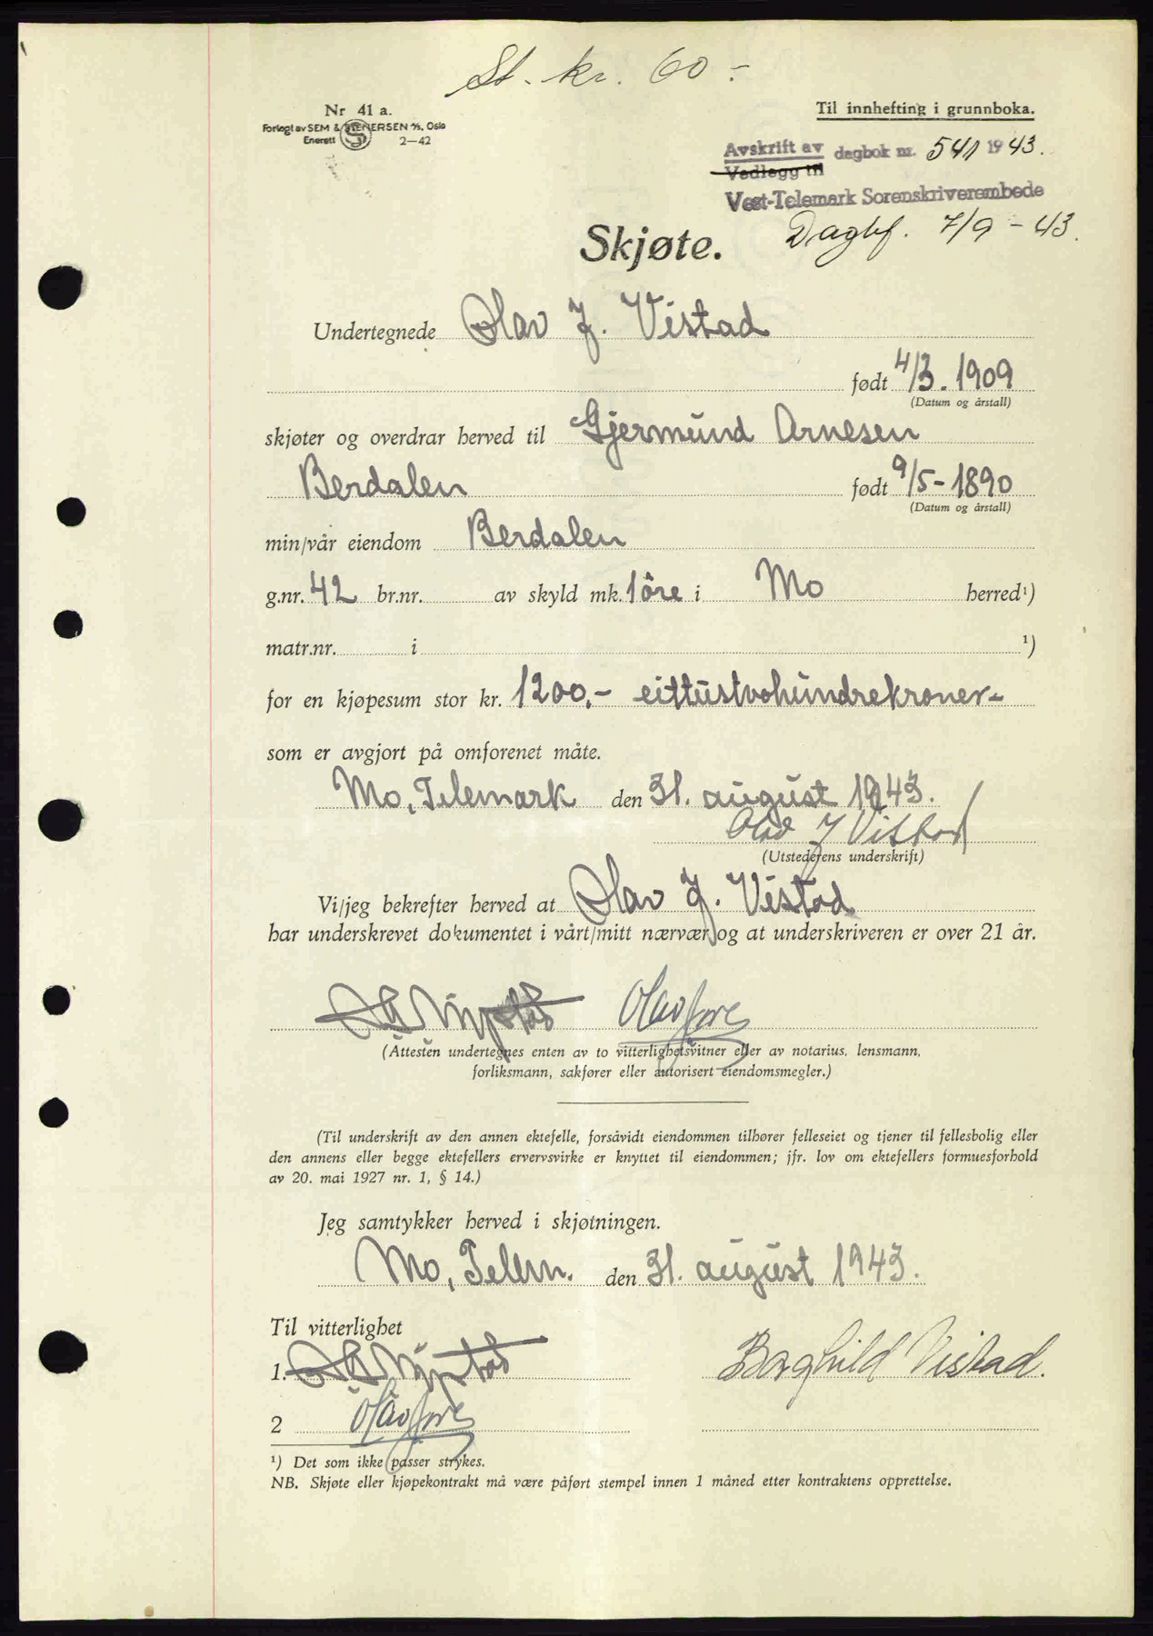 St. kr. 60.-
Nr 41 a.
Forlagt av SEM & STENERSEN A/S, Oslo
Enerett 2—42
Til innhefting i grunnboka.
Avskrift av dagbok nr. 541 1943.
Vedlegg til
Vest-Telemark Sorenskriverembede
Dagbf. 7/9-43.
Skjøte.
Undertegnede Olav J. Vistad
født 4/3. 1909
(Datum og årstall)
skjøter og overdrar herved til Gjermund Arnesen
Berdalen født 9/5-1890
(Datum og årstall)
min/vår eiendom Berdalen
g.nr. 42 br.nr. av skyld mk. 1 øre i Mo herred¹)
matr.nr. i ¹)
for en kjøpesum stor kr. 1200,- eittustvohundrekroner-
som er avgjort på omforenet måte.
Mo, Telemark den 31. august 1943.
Olav J Vistad
(Utstederens underskrift)
Vi/jeg bekrefter herved at Olav J. Vistad
har underskrevet dokumentet i vårt/mitt nærvær og at underskriveren er over 21 år.
Olav
(Attesten undertegnes enten av to vitterlighetsvitner eller av notarius, lensmann,
forliksmann, sakfører eller autorisert eiendomsmegler.)
(Til underskrift av den annen ektefelle, forsåvidt eiendommen tilhører felleseiet og tjener til fellesbolig eller
den annens eller begge ektefellers ervervsvirke er knyttet til eiendommen; jfr. lov om ektefellers formuesforhold
av 20. mai 1927 nr. 1, § 14.)
Jeg samtykker herved i skjøtningen.
Mo, Telem. den 31. august 1943.
Til vitterlighet
1.
Borghild Vistad.
2 Olav
¹) Det som ikke passer strykes.
NB. Skjøte eller kjøpekontrakt må være påført stempel innen 1 måned etter kontraktens opprettelse.